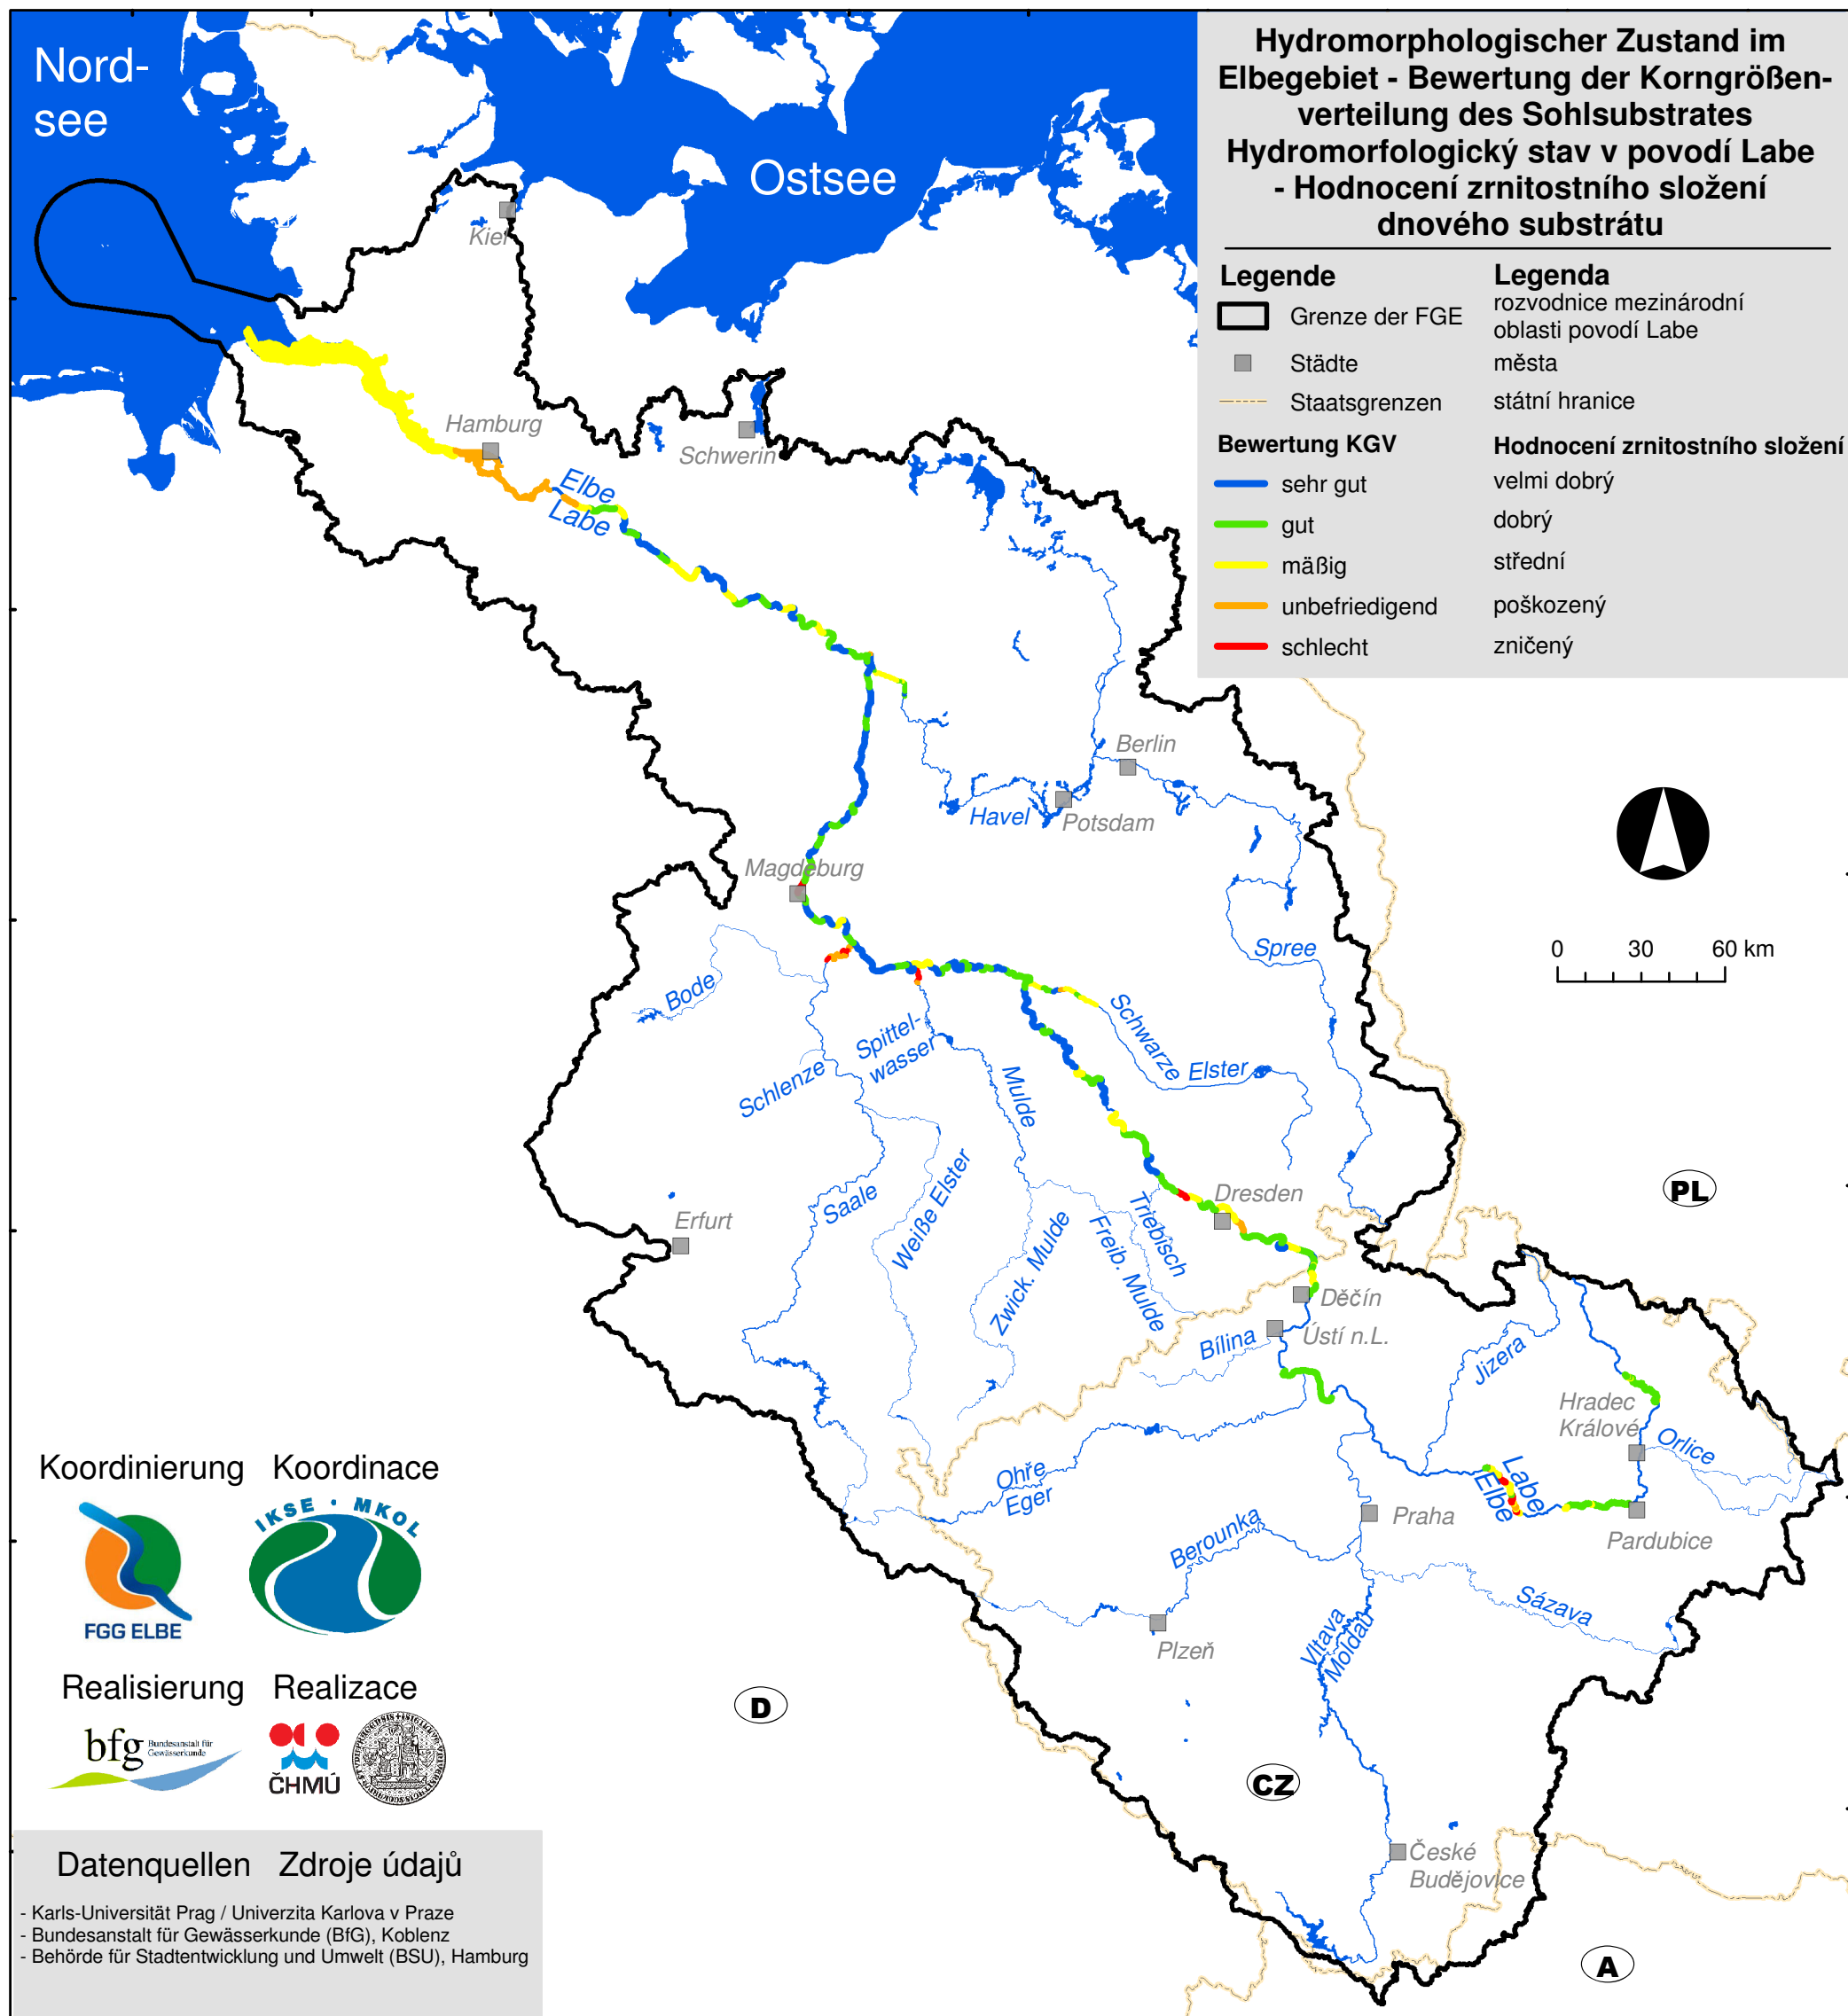 Nord-
see
Ostsee
Hydromorphologischer Zustand im
Elbegebiet - Bewertung der Korngrößen-
verteilung des Sohlsubstrates
Hydromorfologický stav v povodí Labe
- Hodnocení zrnitostního složení
dnového substrátu
Legende
Legenda
Grenze der FGE
rozvodnice mezinárodní
oblasti povodí Labe
Städte
města
Staatsgrenzen
státní hranice
Bewertung KGV
Hodnocení zrnitostního složení
sehr gut
velmi dobrý
gut
dobrý
mäßig
střední
unbefriedigend
poškozený
schlecht
zničený
Kiel
Hamburg
Schwerin
Elbe
Labe
Berlin
Havel
Potsdam
Magdeburg
0 30 60 km
Spree
Bode
Spittel-
wasser
Schwarze
Elster
Schlenze
Mulde
Saale
Weiße Elster
Zwick. Mulde
Freib. Mulde
Triebisch
Dresden
Erfurt
PL
Děčín
Ústí n.L.
Bílina
Jizera
Hradec
Králové
Orlice
Labe
Elbe
Ohře
Eger
Praha
Pardubice
Berounka
Sázava
Plzeň
Vltava
Moldau
D
CZ
České
Budějovice
A
Koordinierung Koordinace
FGG ELBE
IKSE · MKOL
Realisierung Realizace
bfg
Bundesanstalt für
Gewässerkunde
ČHMÚ
Datenquellen Zdroje údajů
- Karls-Universität Prag / Univerzita Karlova v Praze
- Bundesanstalt für Gewässerkunde (BfG), Koblenz
- Behörde für Stadtentwicklung und Umwelt (BSU), Hamburg